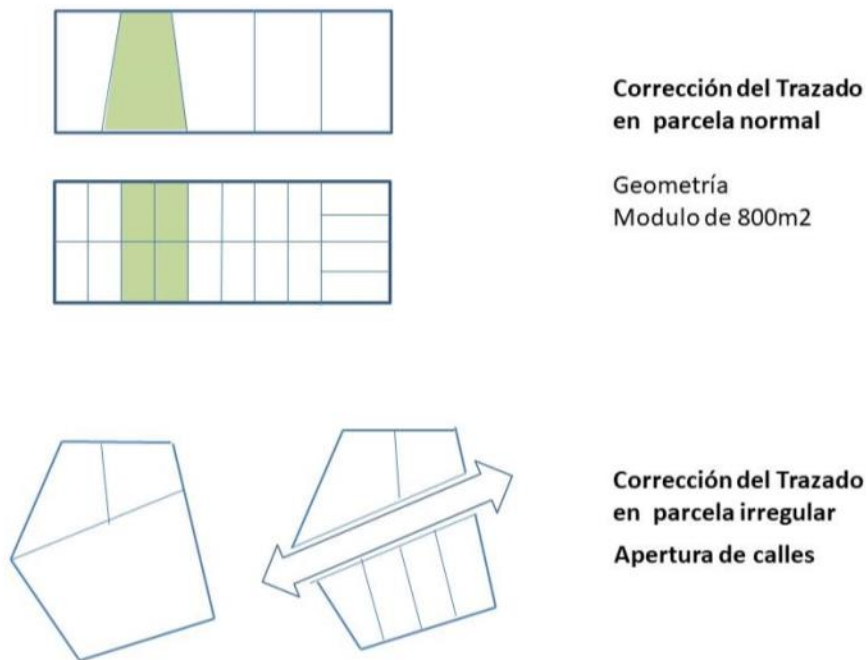 Corrección del Trazado
en parcela normal
Geometría
Modulo de 800m2
Corrección del Trazado
en parcela irregular
Apertura de calles